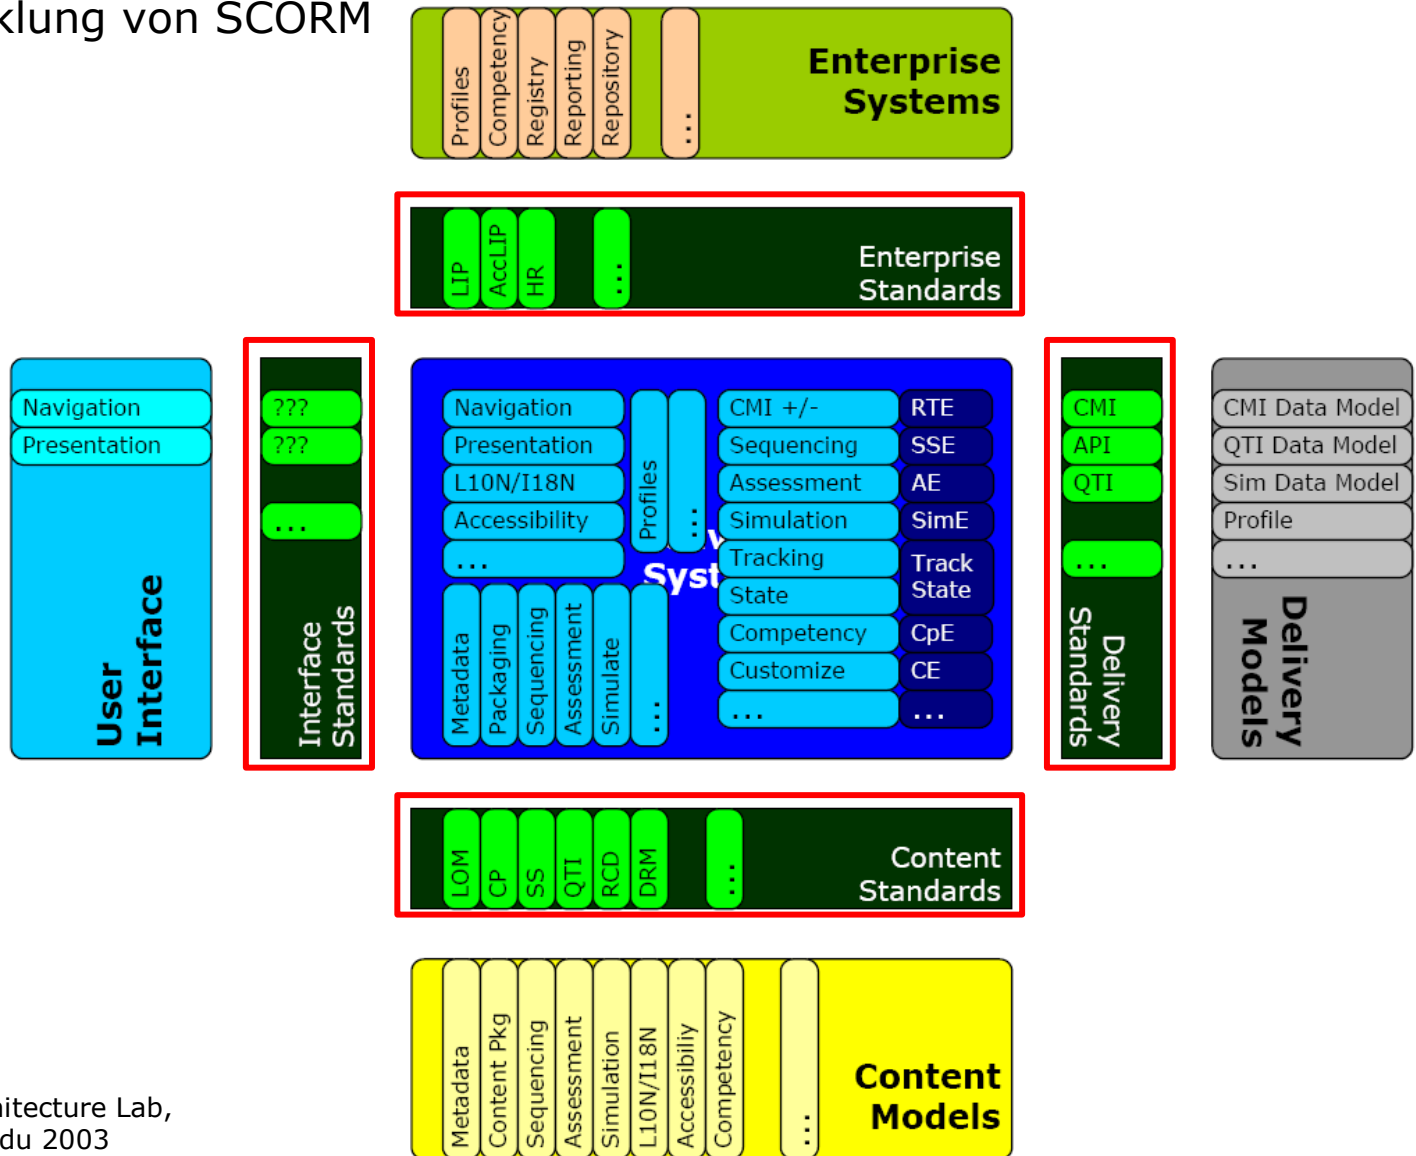 klung von SCORM
Profiles
Competency
Registry
Reporting
Repository
...
Enterprise
Systems
LIP
AccLIP
HR
...
Enterprise
Standards
Navigation
Presentation
User
Interface
???
???
...
Interface
Standards
Navigation
Presentation
L10N/I18N
Accessibility
...
Profiles
...
Syst
CMI +/-
Sequencing
Assessment
Simulation
Tracking
State
Competency
Customize
...
RTE
SSE
AE
SimE
Track
State
CpE
CE
...
Metadata
Packaging
Sequencing
Assessment
Simulate
...
CMI
API
QTI
...
Delivery
Standards
CMI Data Model
QTI Data Model
Sim Data Model
Profile
...
Delivery
Models
LOM
CP
SS
QTI
RCD
DRM
...
Content
Standards
Metadata
Content Pkg
Sequencing
Assessment
Simulation
L10N/I18N
Accessibiliy
Competency
...
Content
Models
hitecture Lab,
du 2003